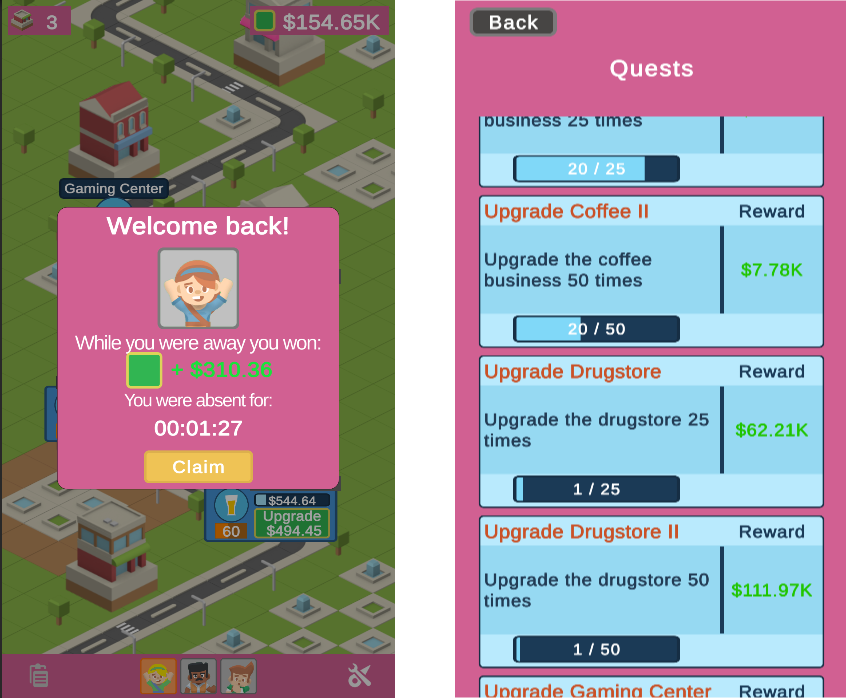 3
$154.65K
Gaming Center
Welcome back!
While you were away you won:
+ $310.36
You were absent for:
00:01:27
Claim
$544.64
Upgrade
$494.45
60
Back
Quests
business 25 times
20 / 25
Upgrade Coffee II
Reward
Upgrade the coffee
business 50 times
$7.78K
20 / 50
Upgrade Drugstore
Reward
Upgrade the drugstore 25
times
$62.21K
1 / 25
Upgrade Drugstore II
Reward
Upgrade the drugstore 50
times
$111.97K
1 / 50
Upgrade Gaming Center
Reward